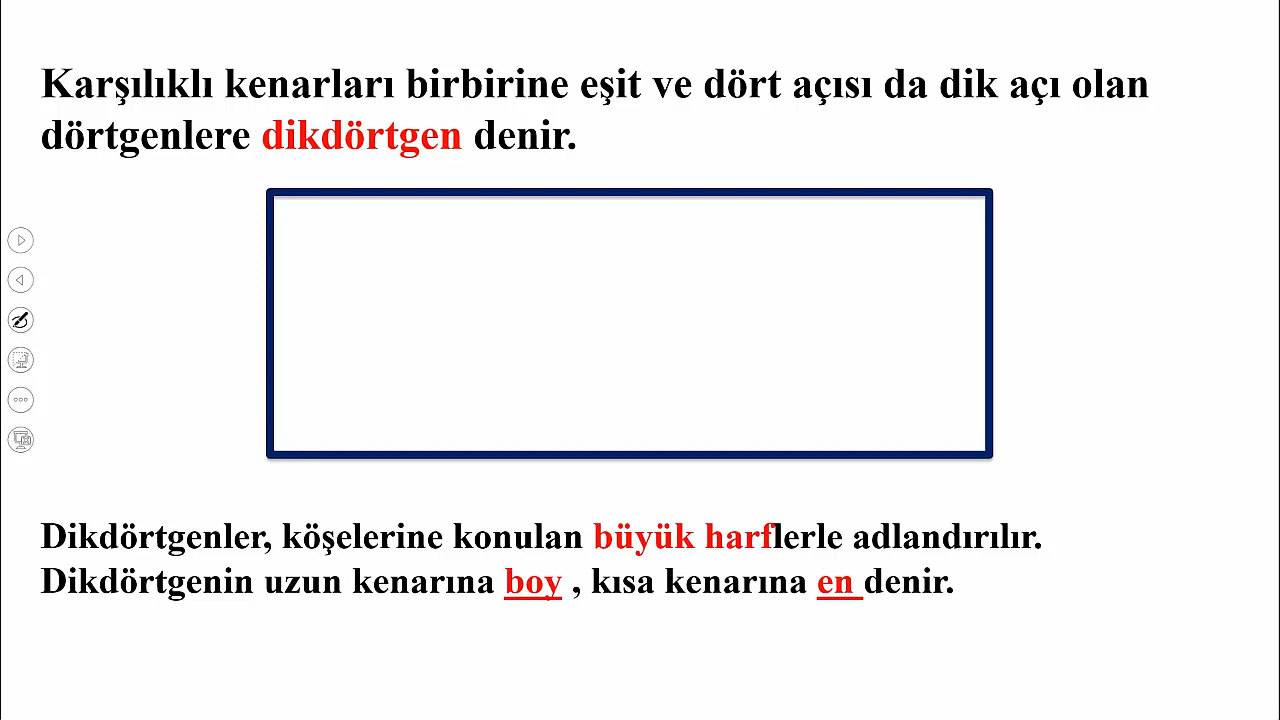 Karşılıklı kenarları birbirine eşit ve dört açısı da dik açı olan
dörtgenlere dikdörtgen denir.
Dikdörtgenler, köşelerine konulan büyük harflerle adlandırılır.
Dikdörtgenin uzun kenarına boy , kısa kenarına en denir.